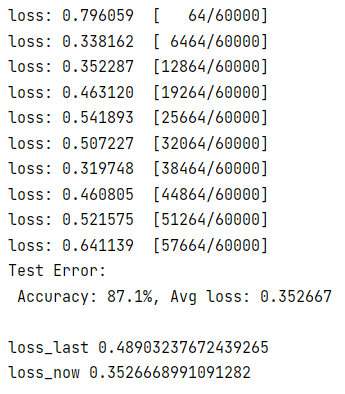 loss: 0.796059  [   64/60000]
loss: 0.338162  [ 6464/60000]
loss: 0.352287  [12864/60000]
loss: 0.463120  [19264/60000]
loss: 0.541893  [25664/60000]
loss: 0.507227  [32064/60000]
loss: 0.319748  [38464/60000]
loss: 0.460805  [44864/60000]
loss: 0.521575  [51264/60000]
loss: 0.641139  [57664/60000]
Test Error:
 Accuracy: 87.1%, Avg loss: 0.352667
loss_last 0.48903237672439265
loss_now 0.3526668991091282